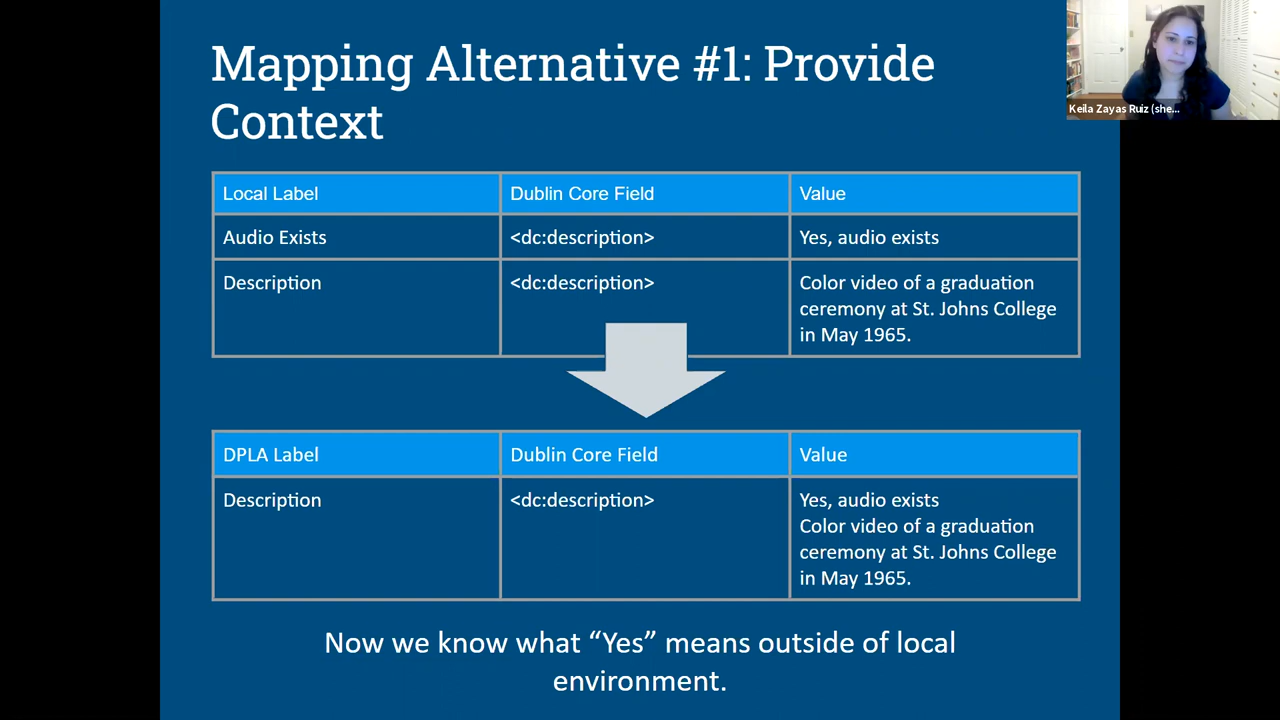 Mapping Alternative #1: Provide
Context
Keila Zayas Ruiz (she...
Local Label
Dublin Core Field
Value
Audio Exists
<dc:description>
Yes, audio exists
Description
<dc:description>
Color video of a graduation
ceremony at St. Johns College
in May 1965.
DPLA Label
Dublin Core Field
Value
Description
<dc:description>
Yes, audio exists
Color video of a graduation
ceremony at St. Johns College
in May 1965.
Now we know what “Yes” means outside of local
environment.